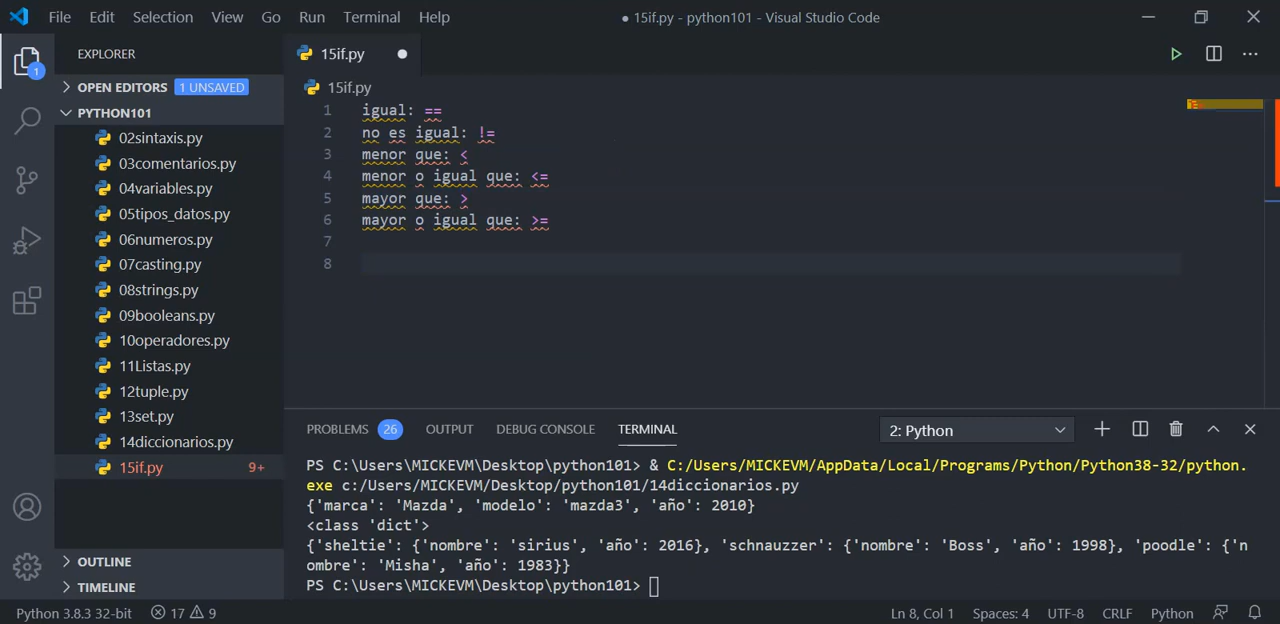 File Edit Selection View Go Run Terminal Help ● 15if.py - python101 - Visual Studio Code
1
EXPLORER
OPEN EDITORS 1 UNSAVED
PYTHON101
02sintaxis.py
03comentarios.py
04variables.py
05tipos_datos.py
06numeros.py
07casting.py
08strings.py
09booleans.py
10operadores.py
11Listas.py
12tuple.py
13set.py
14diccionarios.py
15if.py 9+
OUTLINE
TIMELINE
15if.py
15if.py
1 igual: ==
2 no es igual: !=
3 menor que: <
4 menor o igual que: <=
5 mayor que: >
6 mayor o igual que: >=
7
8
PROBLEMS 26 OUTPUT DEBUG CONSOLE TERMINAL 2: Python
PS C:\Users\MICKEVM\Desktop\python101> & C:/Users/MICKEVM/AppData/Local/Programs/Python/Python38-32/python.
exe c:/Users/MICKEVM/Desktop/python101/14diccionarios.py
{'marca': 'Mazda', 'modelo': 'mazda3', 'año': 2010}
<class 'dict'>
{'sheltie': {'nombre': 'sirius', 'año': 2016}, 'schnauzzer': {'nombre': 'Boss', 'año': 1998}, 'poodle': {'n
ombre': 'Misha', 'año': 1983}}
PS C:\Users\MICKEVM\Desktop\python101>
Python 3.8.3 32-bit 17 9 Ln 8, Col 1 Spaces: 4 UTF-8 CRLF Python